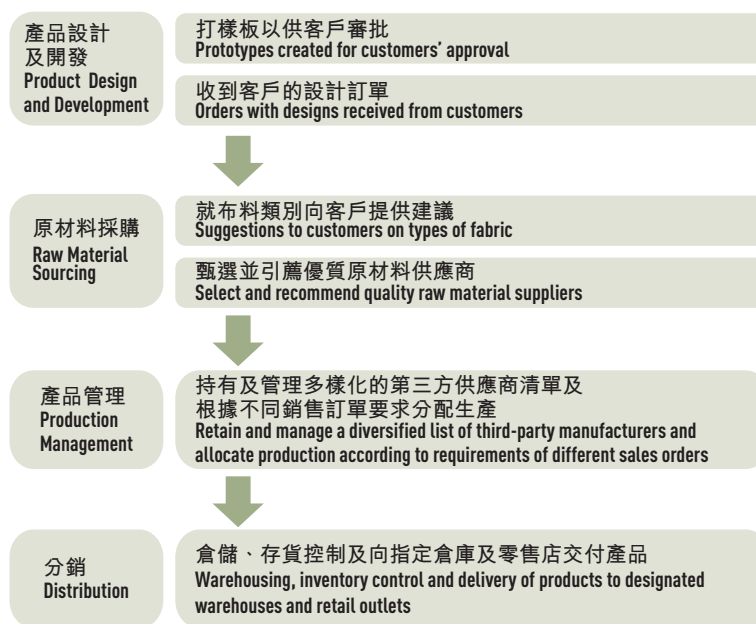 產品設計
及開發
Product Design
and Development
打樣板以供客戶審批
Prototypes created for customers’ approval
收到客戶的設計訂單
Orders with designs received from customers
原材料採購
Raw Material
Sourcing
就布料類別向客戶提供建議
Suggestions to customers on types of fabric
甄選並引薦優質原材料供應商
Select and recommend quality raw material suppliers
產品管理
Production
Management
持有及管理多樣化的第三方供應商清單及
根據不同銷售訂單要求分配生產
Retain and manage a diversified list of third-party manufacturers and
allocate production according to requirements of different sales orders
分銷
Distribution
倉儲、存貨控制及向指定倉庫及零售店交付產品
Warehousing, inventory control and delivery of products to designated
warehouses and retail outlets